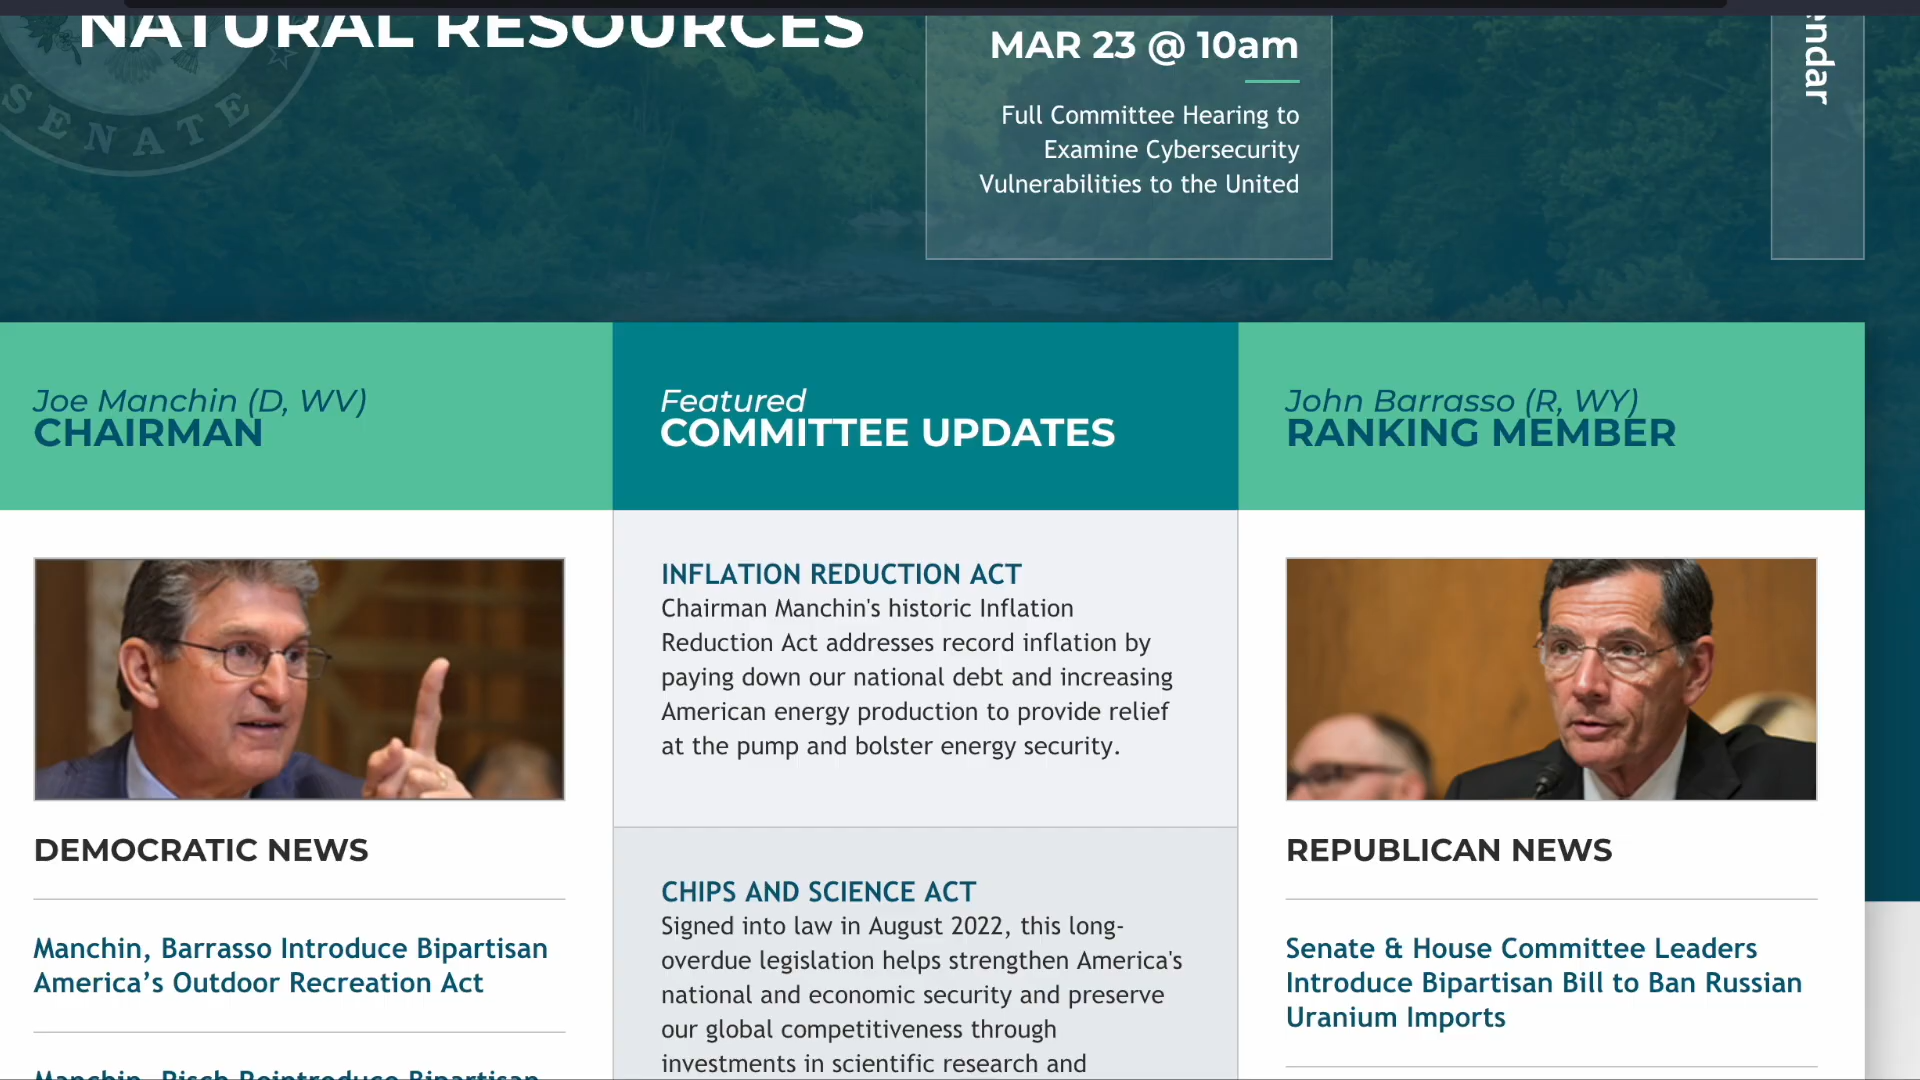 NATURAL RESOURCES
SENATE
MAR 23 @ 10am
Full Committee Hearing to
Examine Cybersecurity
Vulnerabilities to the United
Joe Manchin (D, WV)
CHAIRMAN
DEMOCRATIC NEWS
Manchin, Barrasso Introduce Bipartisan
America’s Outdoor Recreation Act
Manchin, Risch Reintroduce Bipartisan
Featured
COMMITTEE UPDATES
INFLATION REDUCTION ACT
Chairman Manchin's historic Inflation
Reduction Act addresses record inflation by
paying down our national debt and increasing
American energy production to provide relief
at the pump and bolster energy security.
CHIPS AND SCIENCE ACT
Signed into law in August 2022, this long-
overdue legislation helps strengthen America's
national and economic security and preserve
our global competitiveness through
investments in scientific research and
John Barrasso (R, WY)
RANKING MEMBER
REPUBLICAN NEWS
Senate & House Committee Leaders
Introduce Bipartisan Bill to Ban Russian
Uranium Imports